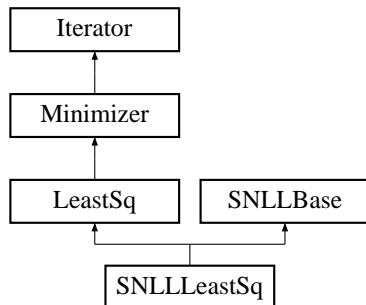 Iterator
Minimizer
LeastSq
SNLLBase
SNLLLeastSq